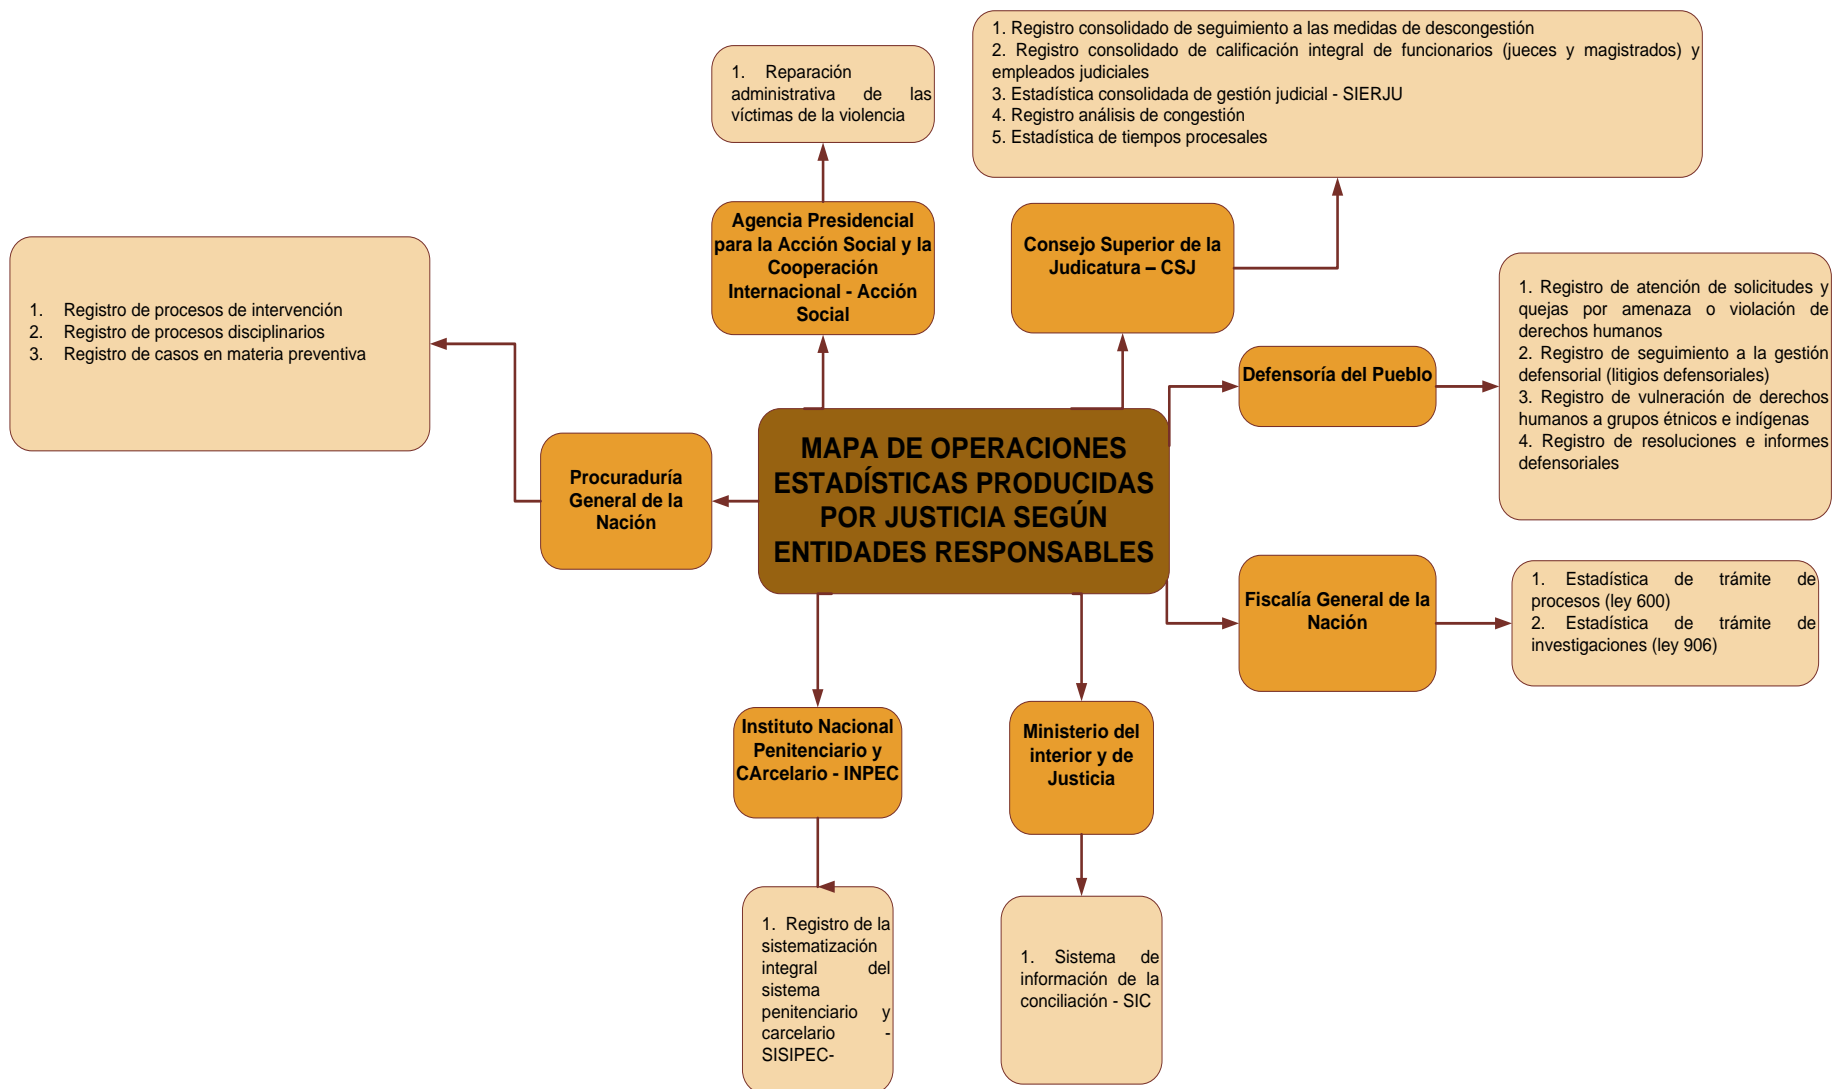 1. Registro consolidado de seguimiento a las medidas de descongestión
2. Registro consolidado de calificación integral de funcionarios (jueces y magistrados) y
empleados judiciales
3. Estadística consolidada de gestión judicial - SIERJU
4. Registro análisis de congestión
5. Estadística de tiempos procesales
1. Reparación
administrativa de las
víctimas de la violencia
Agencia Presidencial
para la Acción Social y la
Cooperación
Internacional - Acción
Social
Consejo Superior de la
Judicatura – CSJ
1. Registro de procesos de intervención
2. Registro de procesos disciplinarios
3. Registro de casos en materia preventiva
1. Registro de atención de solicitudes y
quejas por amenaza o violación de
derechos humanos
2. Registro de seguimiento a la gestión
defensorial (litigios defensoriales)
3. Registro de vulneración de derechos
humanos a grupos étnicos e indígenas
4. Registro de resoluciones e informes
defensoriales
Defensoría del Pueblo
MAPA DE OPERACIONES
ESTADÍSTICAS PRODUCIDAS
POR JUSTICIA SEGÚN
ENTIDADES RESPONSABLES
Procuraduría
General de la
Nación
Fiscalía General de la
Nación
1. Estadística de trámite de
procesos (ley 600)
2. Estadística de trámite de
investigaciones (ley 906)
Instituto Nacional
Penitenciario y
CArcelario - INPEC
Ministerio del
interior y de
Justicia
1. Registro de la
sistematización
integral del
sistema
penitenciario y
carcelario -
SISIPEC-
1. Sistema de
información de la
conciliación - SIC